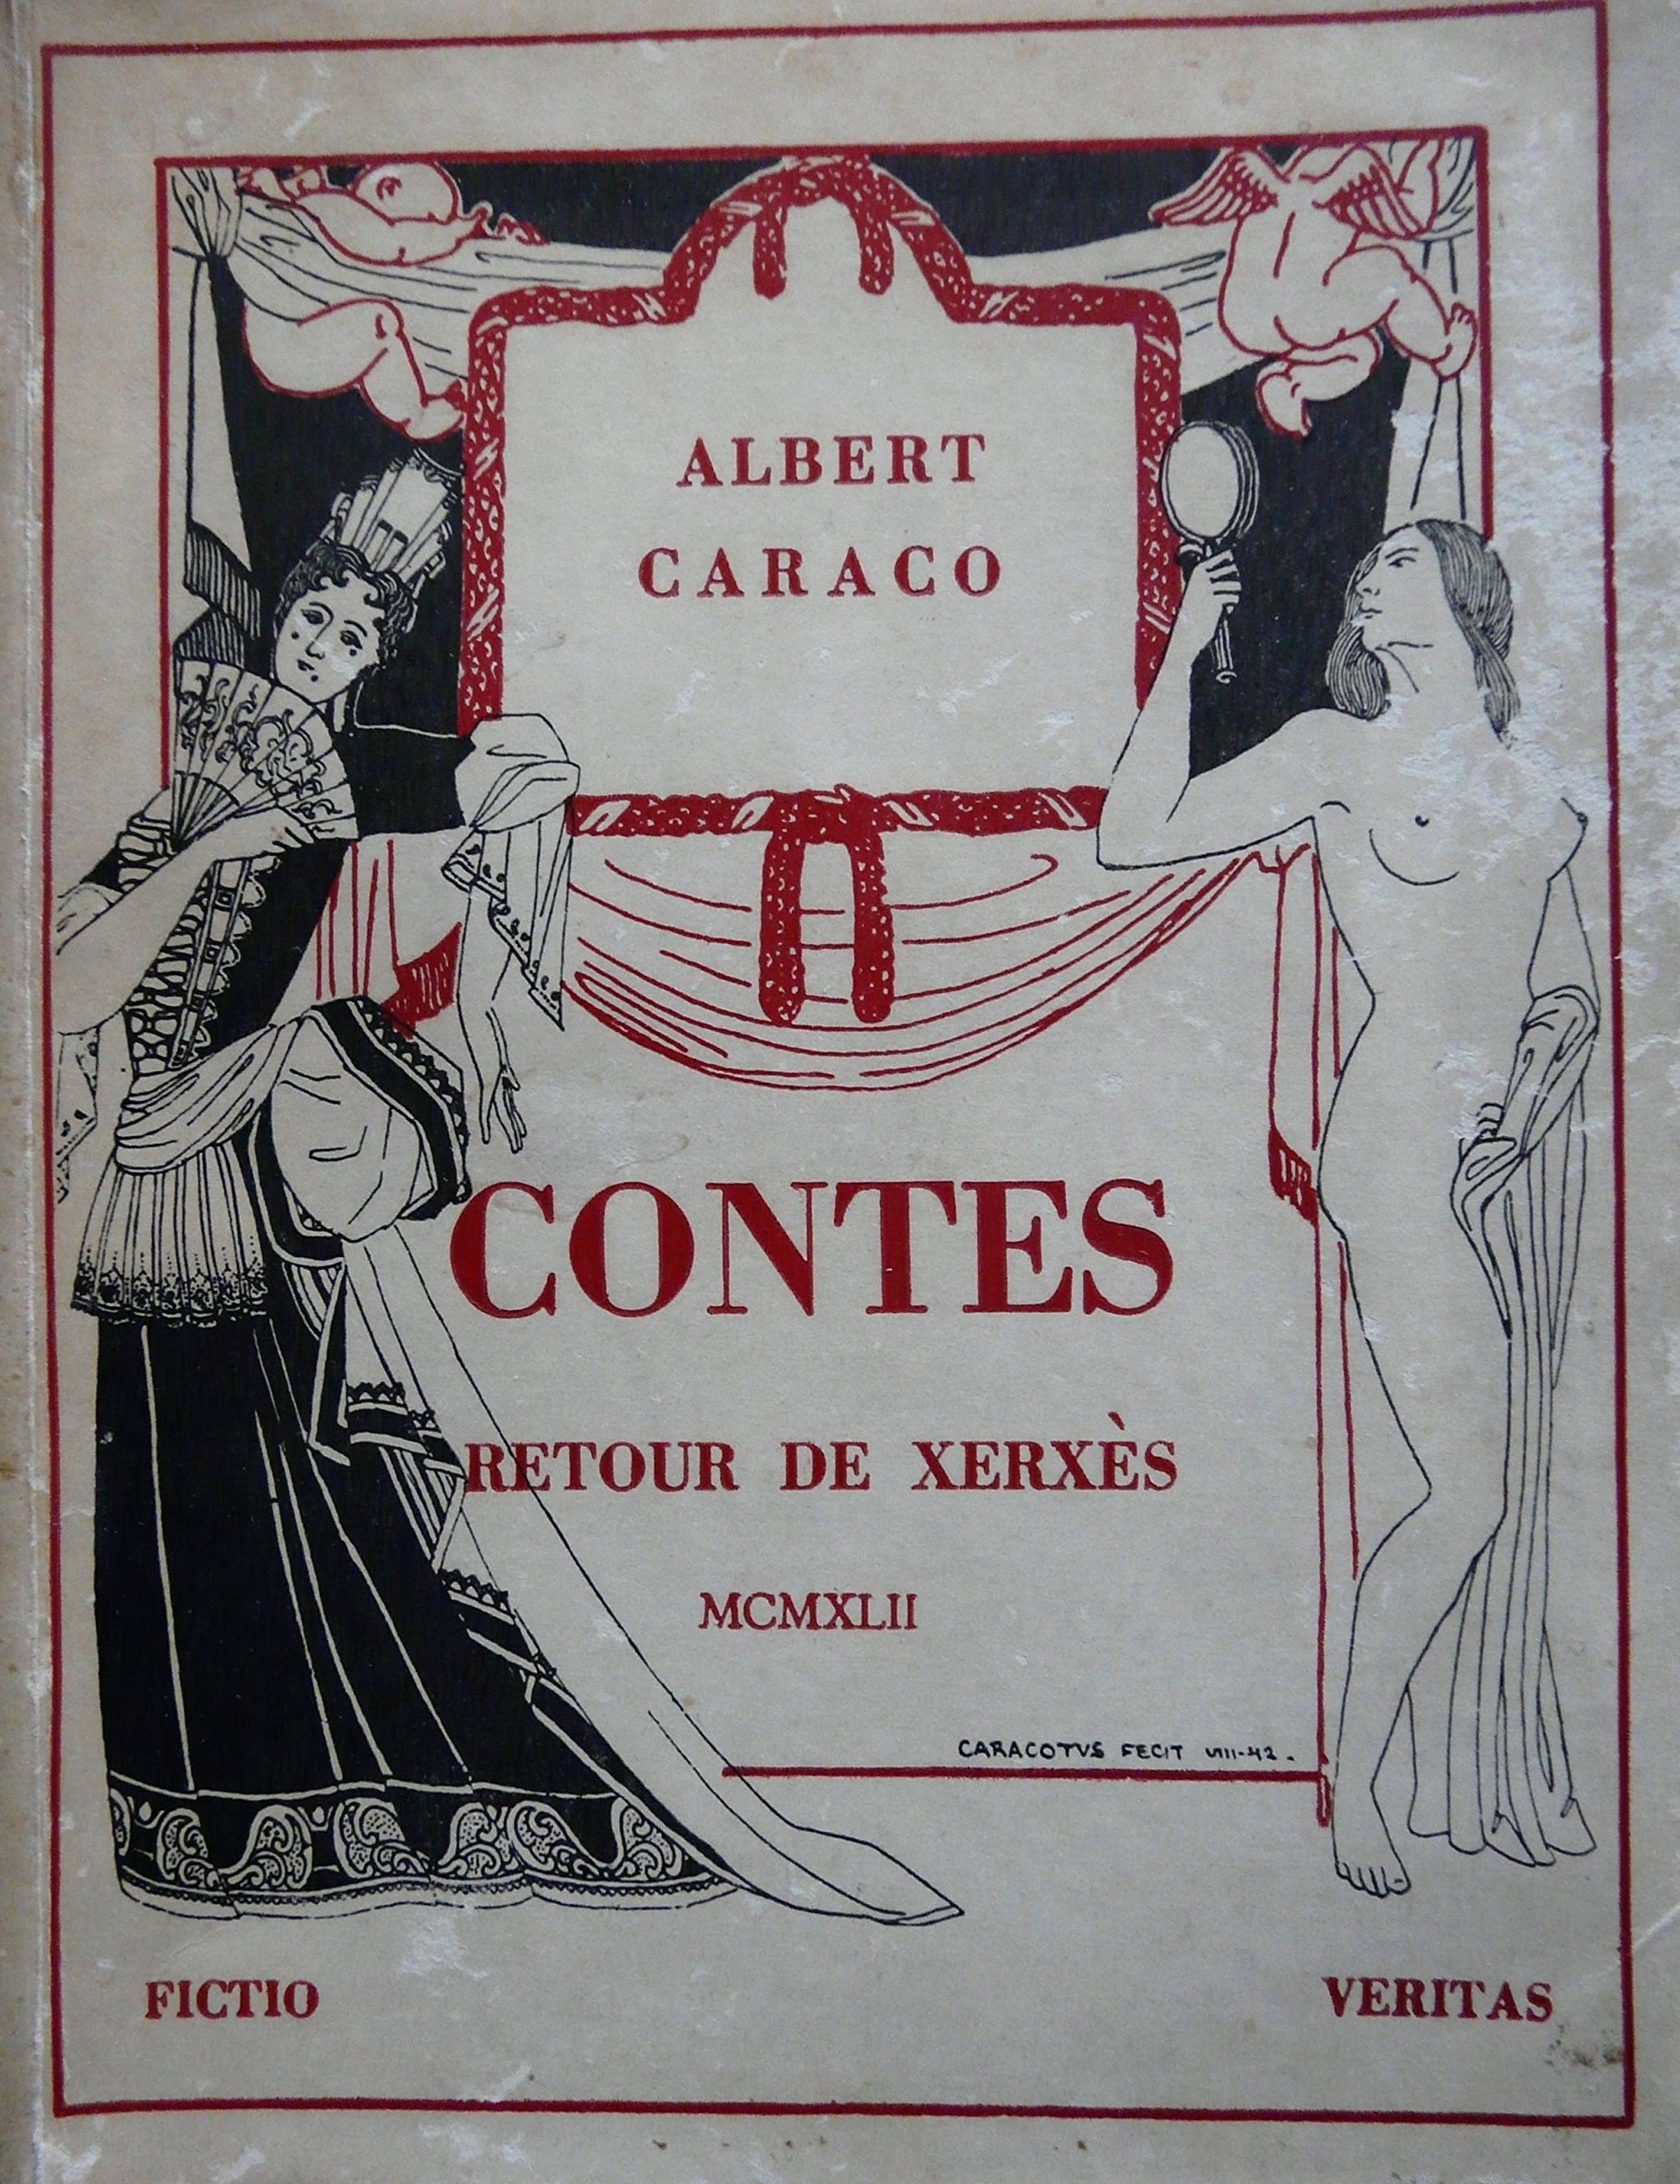 ALBERT
CARACO
CONTES
RETOUR DE XERXÈS
MCMXLII
CARACOTVS FECIT VIII-42.
FICTIO
VERITAS